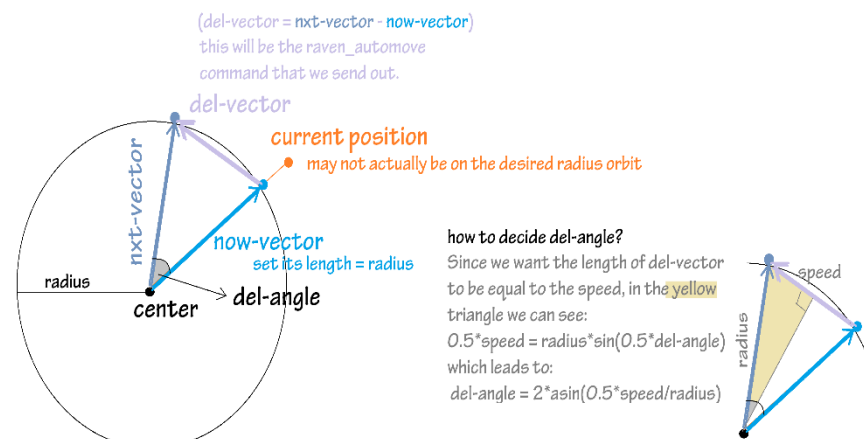 (del-vector = nxt-vector - now-vector)
this will be the raven_automove
command that we send out.
del-vector
current position
may not actually be on the desired radius orbit
nxt-vector
now-vector
set its length = radius
radius
center
del-angle
how to decide del-angle?
Since we want the length of del-vector
to be equal to the speed, in the yellow
triangle we can see:
0.5*speed = radius*sin(0.5*del-angle)
which leads to:
del-angle = 2*asin(0.5*speed/radius)
speed
radius